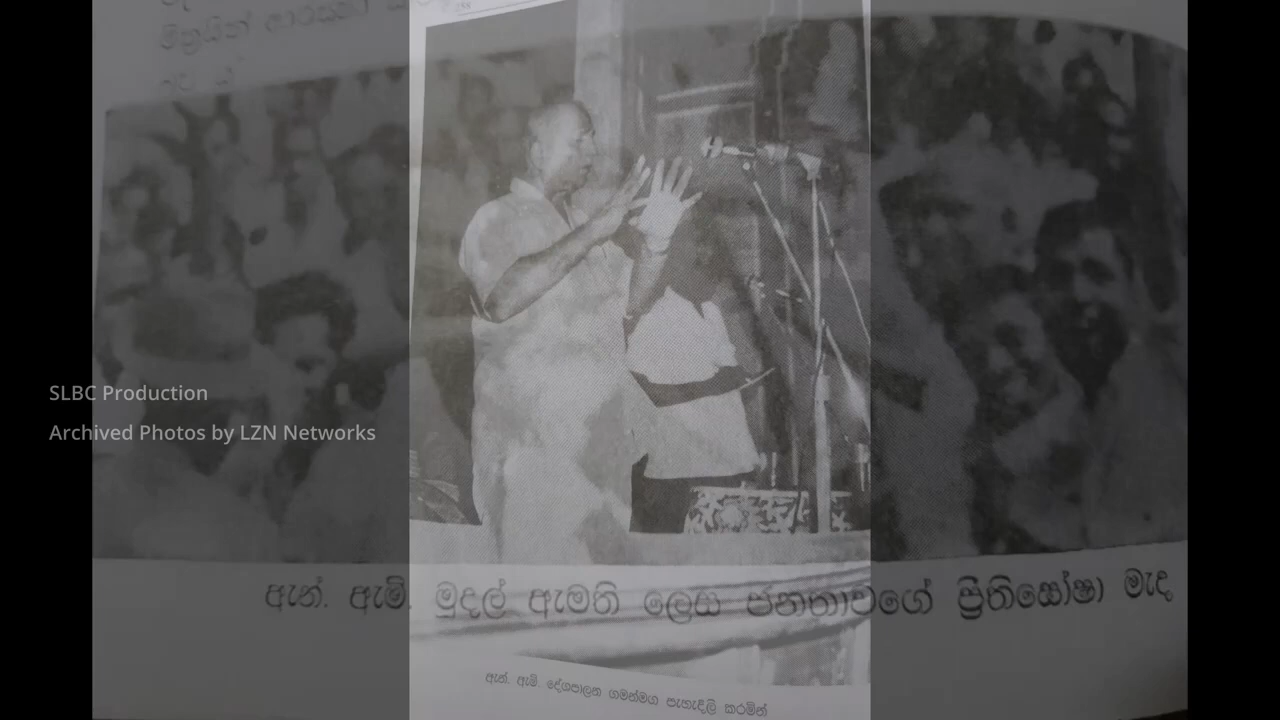 SLBC Production
Archived Photos by LZN Networks
ඇන්. ඇම්. මුදල් ඇමති ලෙස ජනතාවගේ ප්‍රීතිඝෝෂා මැද
ඇන්. ඇම්. දේශපාලන ගමන්මග පැහැදිලි කරමින්